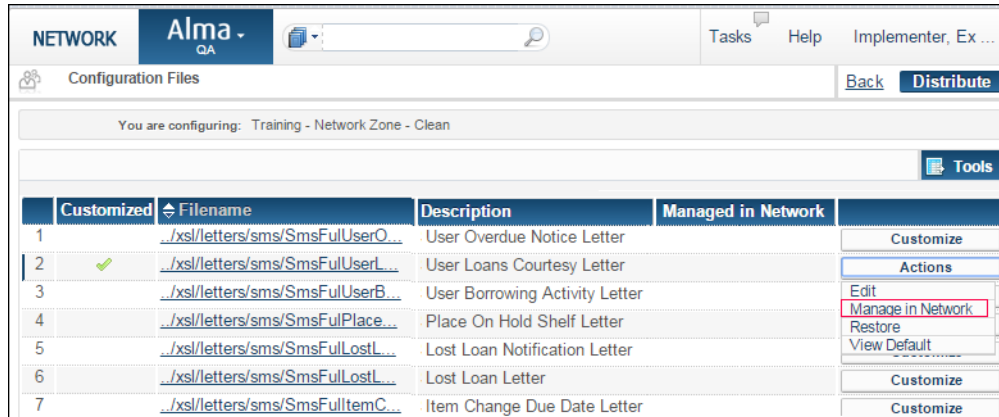 NETWORK Alma QA Tasks Help Implementer, Ex ...
Configuration Files Back Distribute
You are configuring: Training - Network Zone - Clean
Tools
Customized Filename Description Managed in Network
1 ../xsl/letters/sms/SmsFulUserO... User Overdue Notice Letter Customize
2 ../xsl/letters/sms/SmsFulUserL... User Loans Courtesy Letter Actions
3 ../xsl/letters/sms/SmsFulUserB... User Borrowing Activity Letter Edit
Manage in Network
4 ../xsl/letters/sms/SmsFulPlace... Place On Hold Shelf Letter Restore
View Default
5 ../xsl/letters/sms/SmsFulLostL... Lost Loan Notification Letter
6 ../xsl/letters/sms/SmsFulLostL... Lost Loan Letter Customize
7 ../xsl/letters/sms/SmsFulItemC... Item Change Due Date Letter Customize